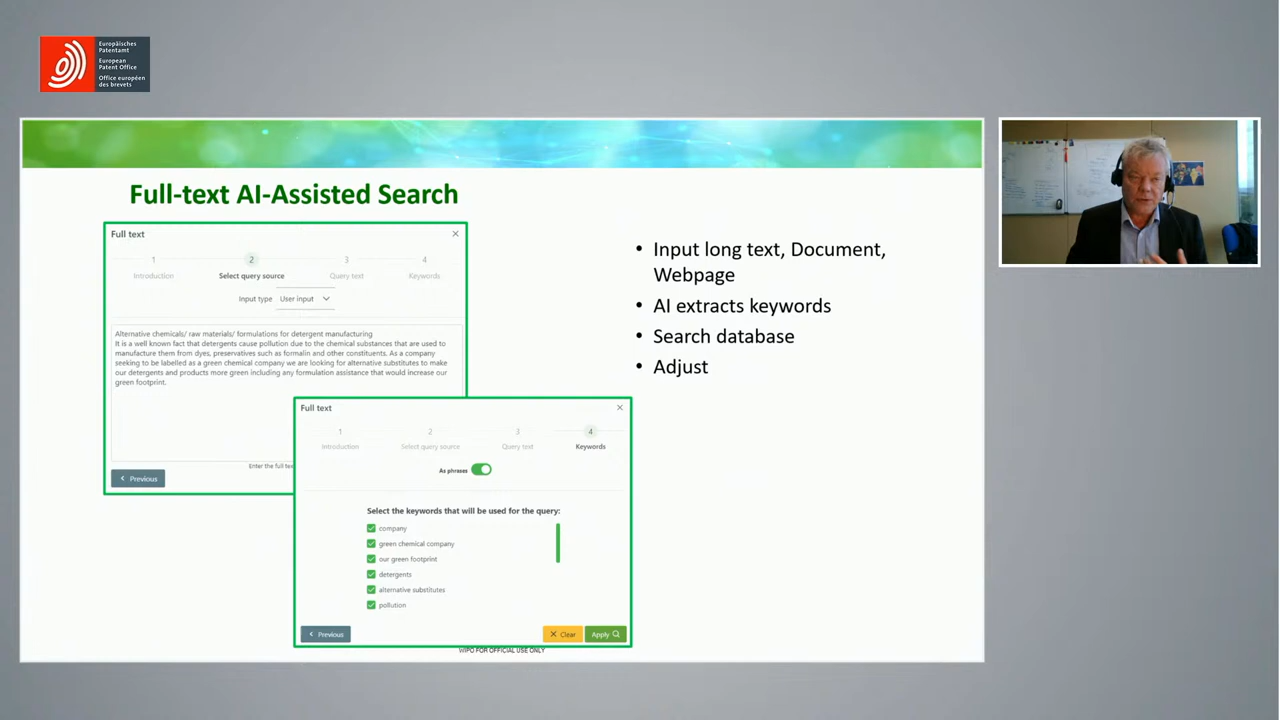 Europäisches
Patentamt
European
Patent Office
Office européen
des brevets
Full-text AI-Assisted Search
Full text
1
2
3
4
Introduction
Select query source
Query text
Keywords
Input type User input
Alternative chemicals/ raw materials/ formulations for detergent manufacturing
It is a well known fact that detergents cause pollution due to the chemical substances that are used to
manufacture them from dyes, preservatives such as formalin and other constituents. As a company
seeking to be labelled as a green chemical company we are looking for alternative substitutes to make
our detergents and products more green including any formulation assistance that would increase our
green footprint.
Enter the full tex
Previous
Full text
1
2
3
4
Introduction
Select query source
Query text
Keywords
As phrases
Select the keywords that will be used for the query:
company
green chemical company
our green footprint
detergents
alternative substitutes
pollution
Previous
Clear
Apply
• Input long text, Document,
Webpage
• AI extracts keywords
• Search database
• Adjust
WIPO FOR OFFICIAL USE ONLY